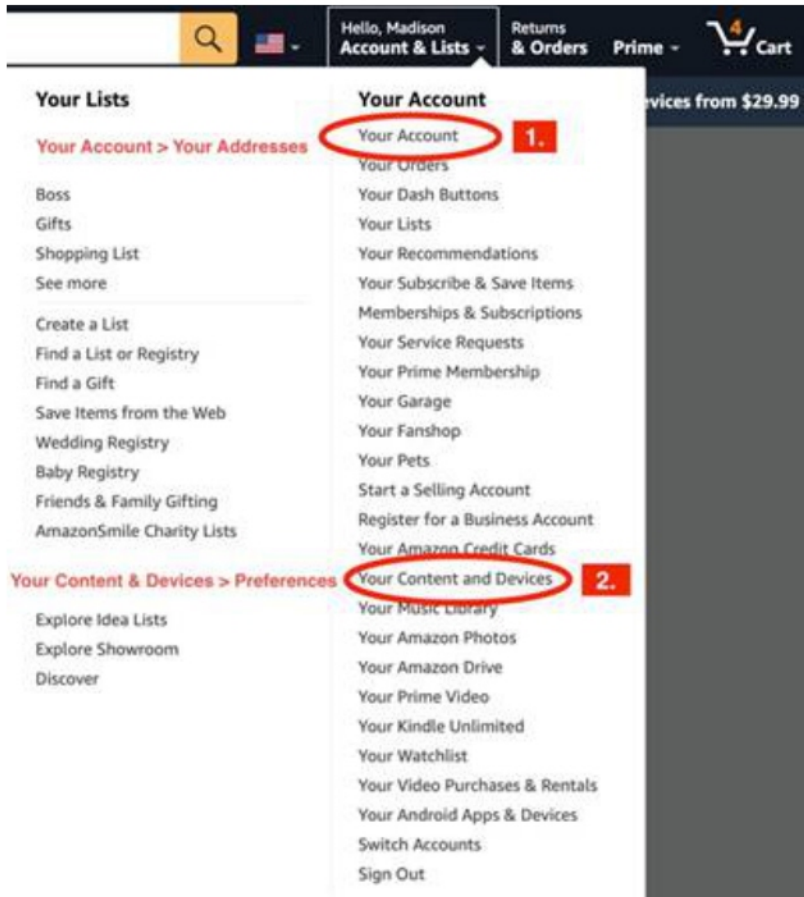 Hello, Madison
Account & Lists
Returns
& Orders
Prime
4
Cart
evices from $29.99
Your Lists
Your Account > Your Addresses
Boss
Gifts
Shopping List
See more
Create a List
Find a List or Registry
Find a Gift
Save Items from the Web
Wedding Registry
Baby Registry
Friends & Family Gifting
AmazonSmile Charity Lists
Your Content & Devices > Preferences
Explore Idea Lists
Explore Showroom
Discover
Your Account
Your Account 1.
Your Orders
Your Dash Buttons
Your Lists
Your Recommendations
Your Subscribe & Save Items
Memberships & Subscriptions
Your Service Requests
Your Prime Membership
Your Garage
Your Fanshop
Your Pets
Start a Selling Account
Register for a Business Account
Your Amazon Credit Cards
Your Content and Devices 2.
Your Music Library
Your Amazon Photos
Your Amazon Drive
Your Prime Video
Your Kindle Unlimited
Your Watchlist
Your Video Purchases & Rentals
Your Android Apps & Devices
Switch Accounts
Sign Out